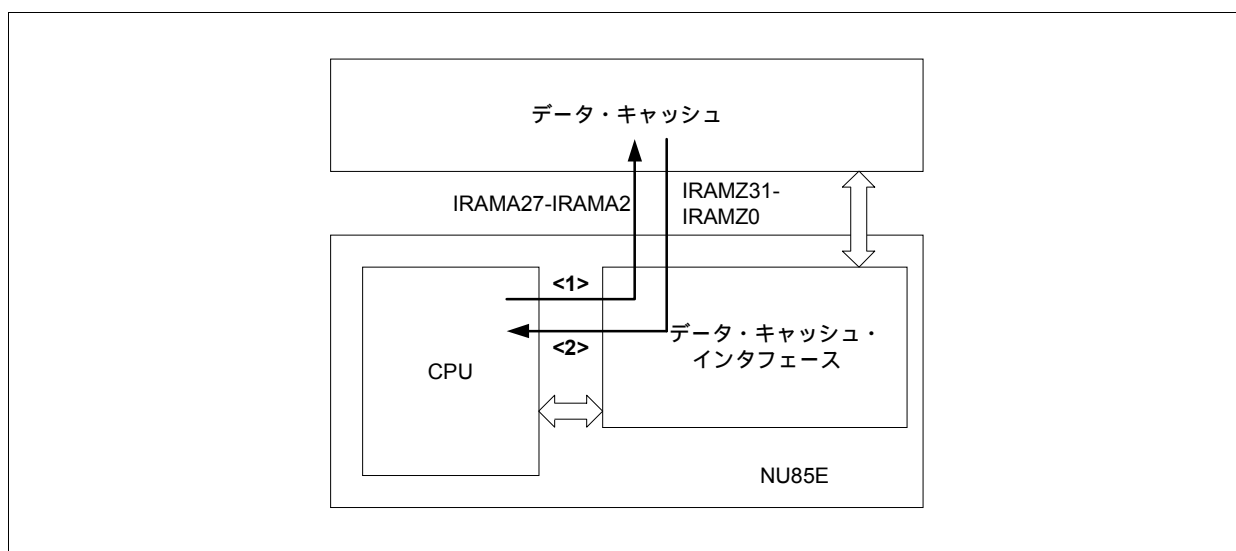 データ・キャッシュ
IRAMA27-IRAMA2
IRAMZ31-
IRAMZ0
<1>
<2>
CPU
データ・キャッシュ・
インタフェース
NU85E